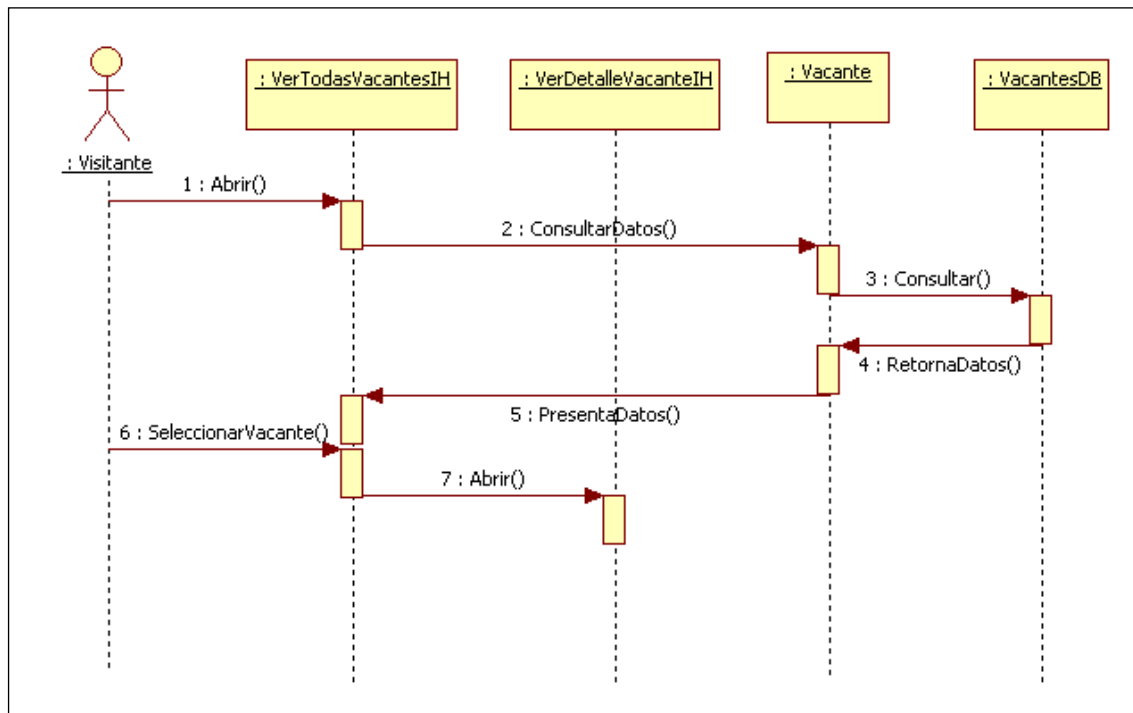 : VerTodasVacantesIH
: VerDetalleVacanteIH
: Vacante
: VacantesDB
: Visitante
1 : Abrir()
2 : ConsultarDatos()
3 : Consultar()
4 : RetornaDatos()
5 : PresentaDatos()
6 : SeleccionarVacante()
7 : Abrir()